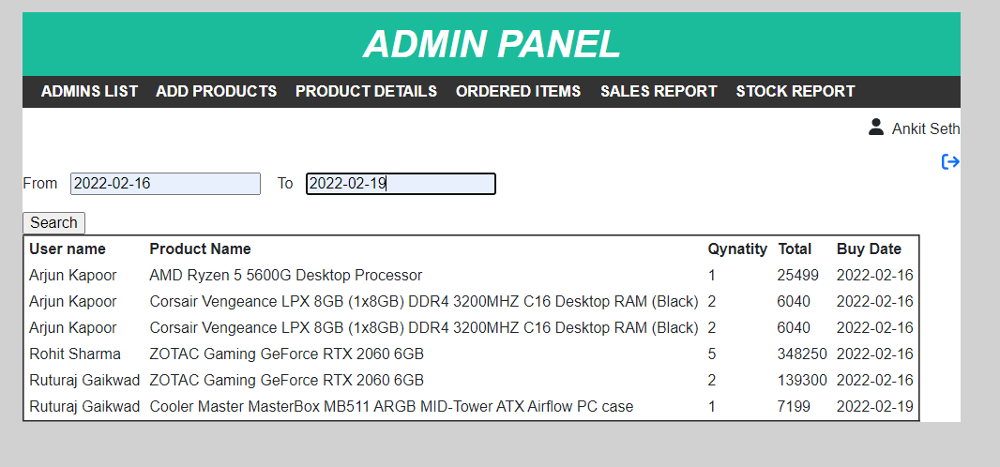 ADMIN PANEL
ADMINS LIST ADD PRODUCTS PRODUCT DETAILS ORDERED ITEMS SALES REPORT STOCK REPORT
Ankit Seth
From 2022-02-16 To 2022-02-19
Search
User name Product Name Qynatity Total Buy Date
Arjun Kapoor AMD Ryzen 5 5600G Desktop Processor 1 25499 2022-02-16
Arjun Kapoor Corsair Vengeance LPX 8GB (1x8GB) DDR4 3200MHZ C16 Desktop RAM (Black) 2 6040 2022-02-16
Arjun Kapoor Corsair Vengeance LPX 8GB (1x8GB) DDR4 3200MHZ C16 Desktop RAM (Black) 2 6040 2022-02-16
Rohit Sharma ZOTAC Gaming GeForce RTX 2060 6GB 5 348250 2022-02-16
Ruturaj Gaikwad ZOTAC Gaming GeForce RTX 2060 6GB 2 139300 2022-02-16
Ruturaj Gaikwad Cooler Master MasterBox MB511 ARGB MID-Tower ATX Airflow PC case 1 7199 2022-02-19